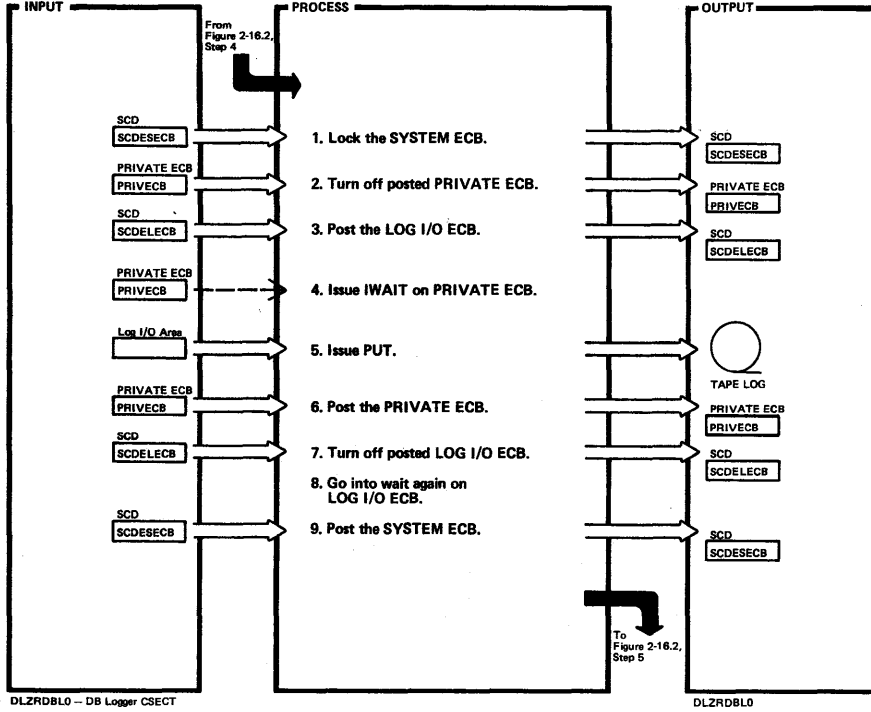 INPUT
PROCESS
OUTPUT
From
Figure 2-16.2,
Step 4
SCD
SCDESECB
1. Lock the SYSTEM ECB.
SCD
SCDESECB
PRIVATE ECB
PRIVECB
2. Turn off posted PRIVATE ECB.
PRIVATE ECB
PRIVECB
SCD
SCDELECB
3. Post the LOG I/O ECB.
SCD
SCDELECB
PRIVATE ECB
PRIVECB
4. Issue IWAIT on PRIVATE ECB.
Log I/O Area
5. Issue PUT.
TAPE LOG
PRIVATE ECB
PRIVECB
6. Post the PRIVATE ECB.
PRIVATE ECB
PRIVECB
SCD
SCDELECB
7. Turn off posted LOG I/O ECB.
SCD
SCDELECB
8. Go into wait again on
LOG I/O ECB.
SCD
SCDESECB
9. Post the SYSTEM ECB.
SCD
SCDESECB
To
Figure 2-16.2,
Step 5
DLZRDBL0 — DB Logger CSECT
DLZRDBL0